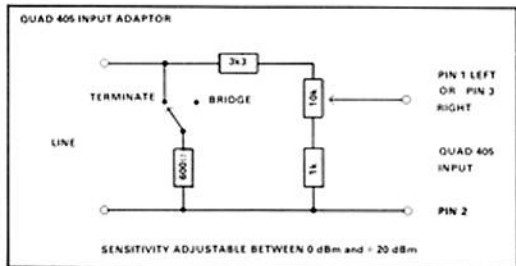 QUAD 405 INPUT ADAPTOR
3k3
TERMINATE
BRIDGE
10k
PIN 1 LEFT
OR PIN 3
RIGHT
LINE
600Ω
1k
QUAD 405
INPUT
PIN 2
SENSITIVITY ADJUSTABLE BETWEEN 0 dBm and + 20 dBm